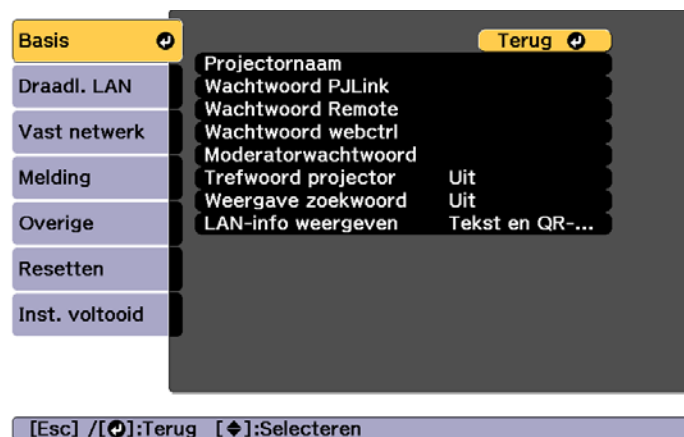 Basis
Draadl. LAN
Vast netwerk
Melding
Overige
Resetten
Inst. voltooid
Terug
Projectornaam
Wachtwoord PJLink
Wachtwoord Remote
Wachtwoord webctrl
Moderatorwachtwoord
Trefwoord projector Uit
Weergave zoekwoord Uit
LAN-info weergeven Tekst en QR-...
[Esc] /[⏎]:Terug [◆]:Selecteren